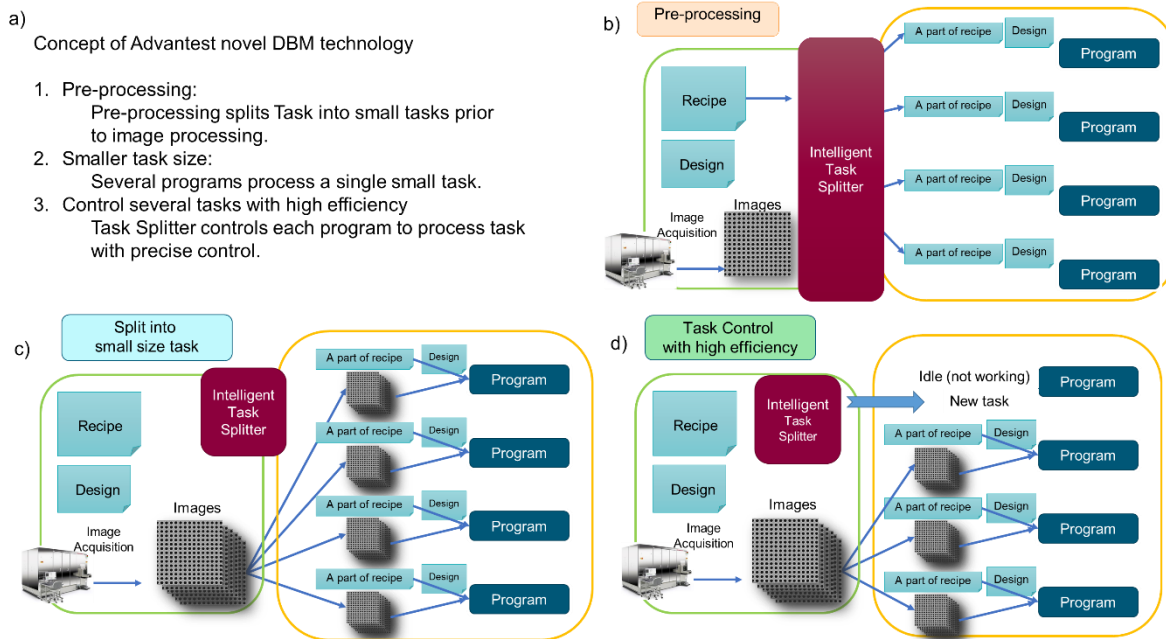 a)
Concept of Advantest novel DBM technology
1. Pre-processing:
Pre-processing splits Task into small tasks prior
to image processing.
2. Smaller task size:
Several programs process a single small task.
3. Control several tasks with high efficiency
Task Splitter controls each program to process task
with precise control.
b)
Pre-processing
Recipe
Design
Images
Image
Acquisition
Intelligent
Task
Splitter
A part of recipe
Design
Program
A part of recipe
Design
Program
A part of recipe
Design
Program
A part of recipe
Design
Program
c)
Split into
small size task
Recipe
Design
Images
Image
Acquisition
Intelligent
Task
Splitter
A part of recipe
Design
Program
A part of recipe
Design
Program
A part of recipe
Design
Program
A part of recipe
Design
Program
d)
Task Control
with high efficiency
Recipe
Design
Images
Image
Acquisition
Intelligent
Task
Splitter
Idle (not working)
New task
Program
A part of recipe
Design
Program
A part of recipe
Design
Program
A part of recipe
Design
Program